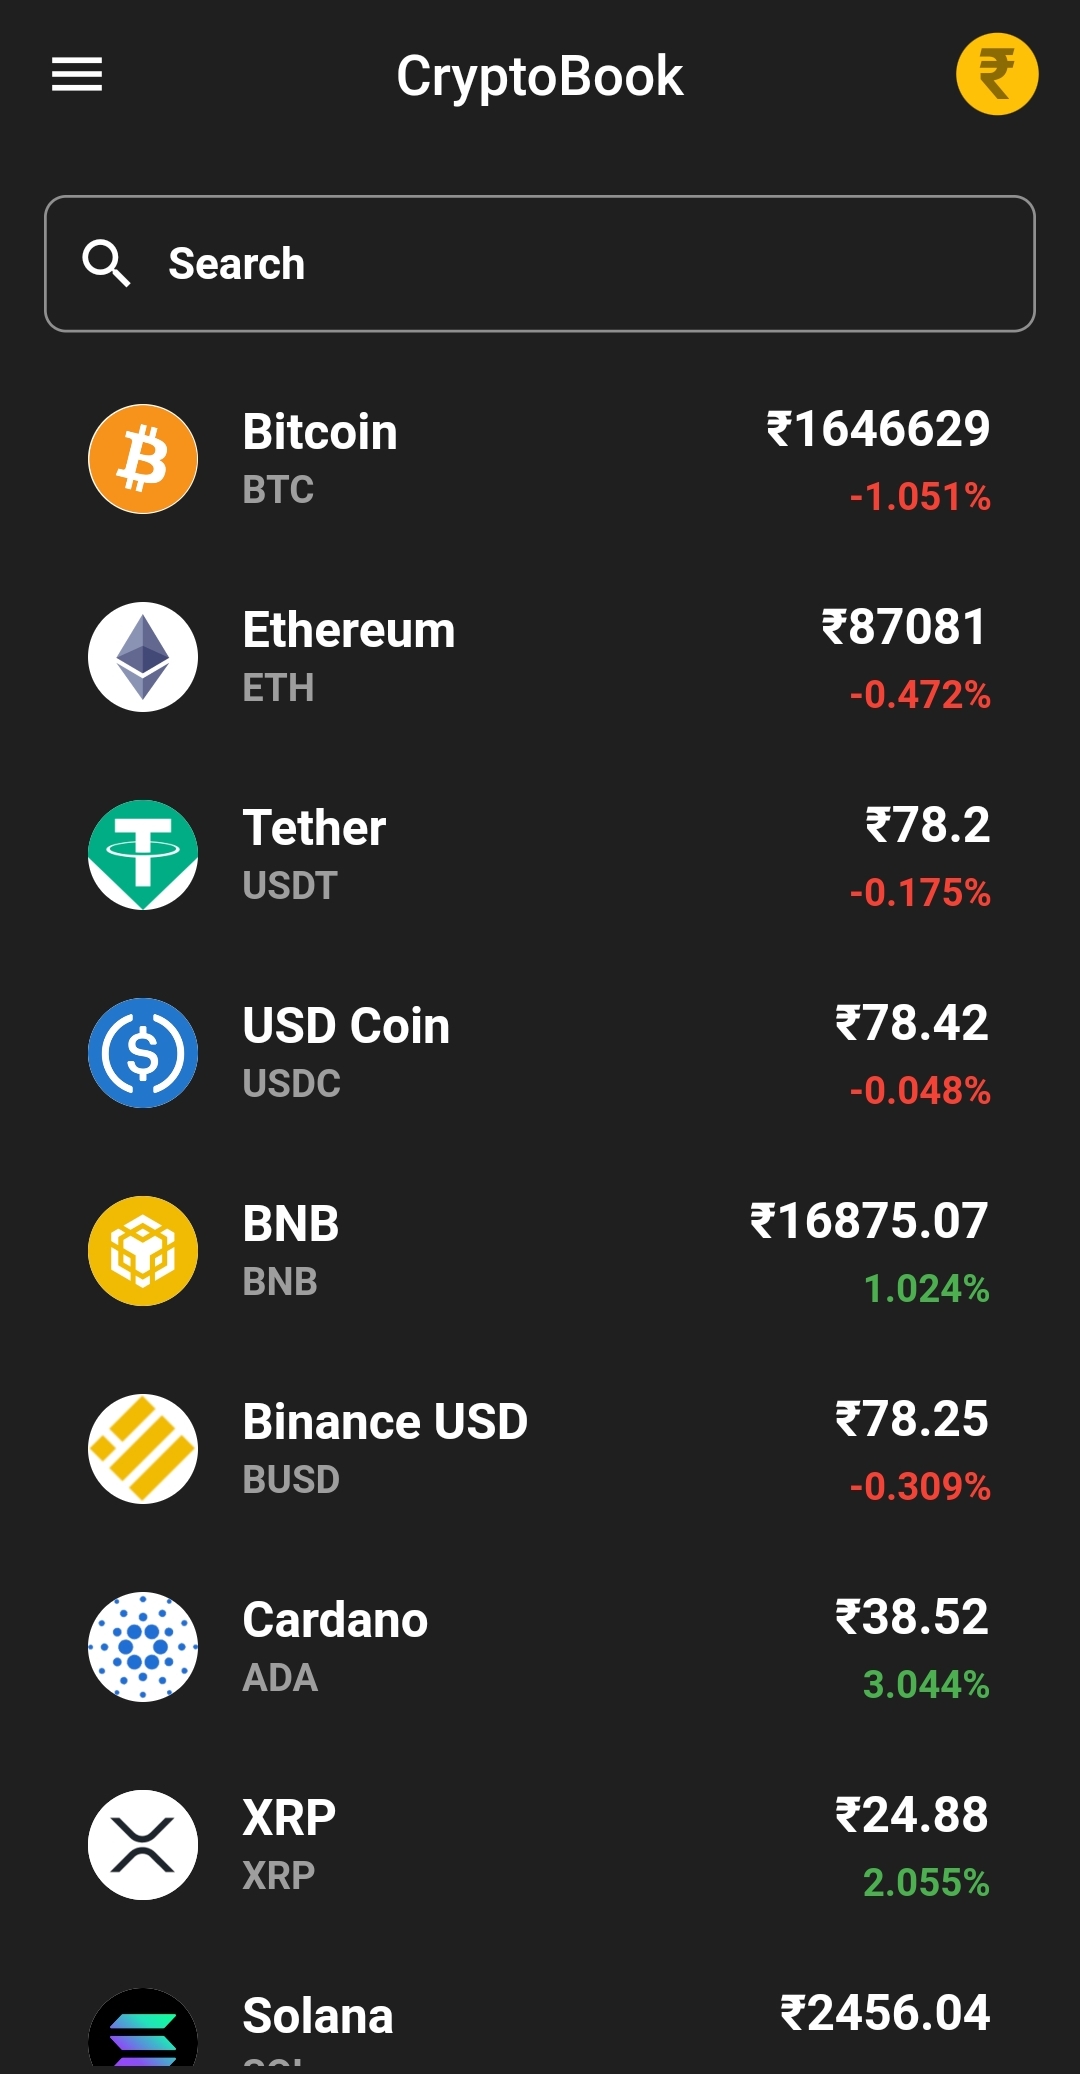 CryptoBook
₹
Search
Bitcoin
₹1646629
BTC
-1.051%
Ethereum
₹87081
ETH
-0.472%
Tether
₹78.2
USDT
-0.175%
USD Coin
₹78.42
USDC
-0.048%
BNB
₹16875.07
BNB
1.024%
Binance USD
₹78.25
BUSD
-0.309%
Cardano
₹38.52
ADA
3.044%
XRP
₹24.88
XRP
2.055%
Solana
₹2456.04